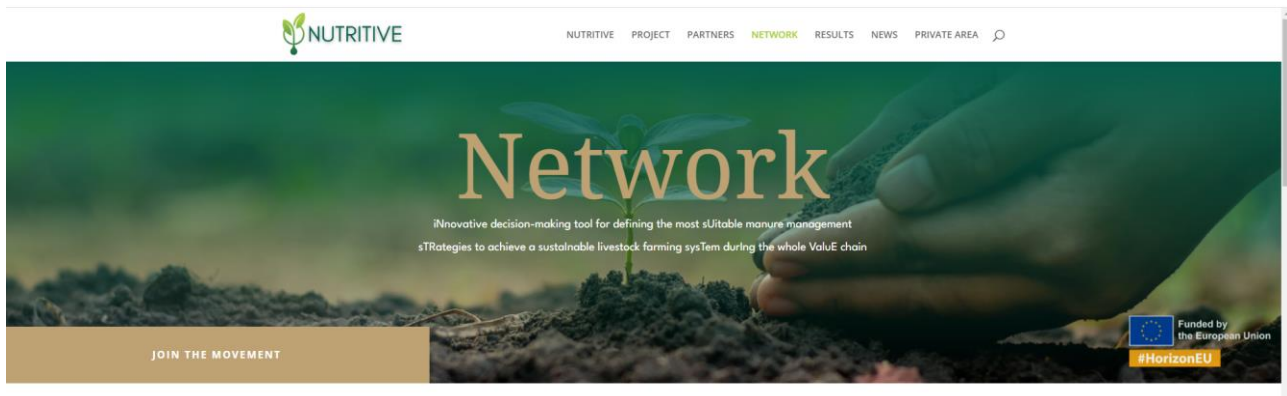 NUTRITIVE
NUTRITIVE PROJECT PARTNERS NETWORK RESULTS NEWS PRIVATE AREA
Network
iNnovative decision-making tool for defining the most sUitable manure management
sTRategies to achieve a sustaInable livestock farming sysTem durIng the whole ValuE chain
JOIN THE MOVEMENT
Funded by
the European Union
#HorizonEU